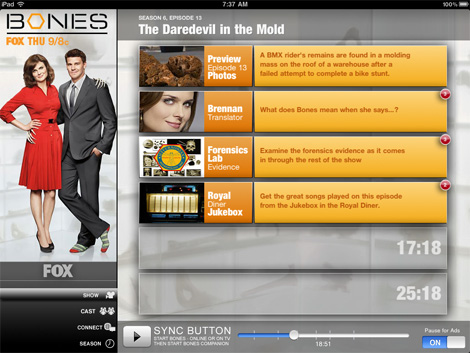 iPad
7:37 AM
100%
BONES
FOX THU 9/8c
SEASON 6, EPISODE 13
The Daredevil in the Mold
Preview
Episode 13
Photos
A BMX rider's remains are found in a molding
mass on the roof of a warehouse after a
failed attempt to complete a bike stunt.
Brennan
Translator
What does Bones mean when she says...?
Forensics
Lab
Evidence
Examine the forensics evidence as it comes
in through the rest of the show
Royal
Diner
Jukebox
Get the great songs played on this episode
from the Jukebox in the Royal Diner.
17:18
25:18
FOX
SHOW
CAST
CONNECT
SEASON
SYNC BUTTON
START BONES - ONLINE OR ON TV
THEN START BONES COMPANION
18:51
Pause for Ads
ON